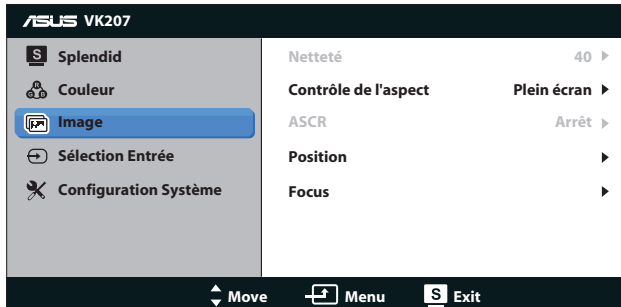 ASUS VK207
S Splendid
Couleur
Image
Sélection Entrée
Configuration Système
Netteté 40
Contrôle de l'aspect Plein écran
ASCR Arrêt
Position
Focus
Move Menu S Exit